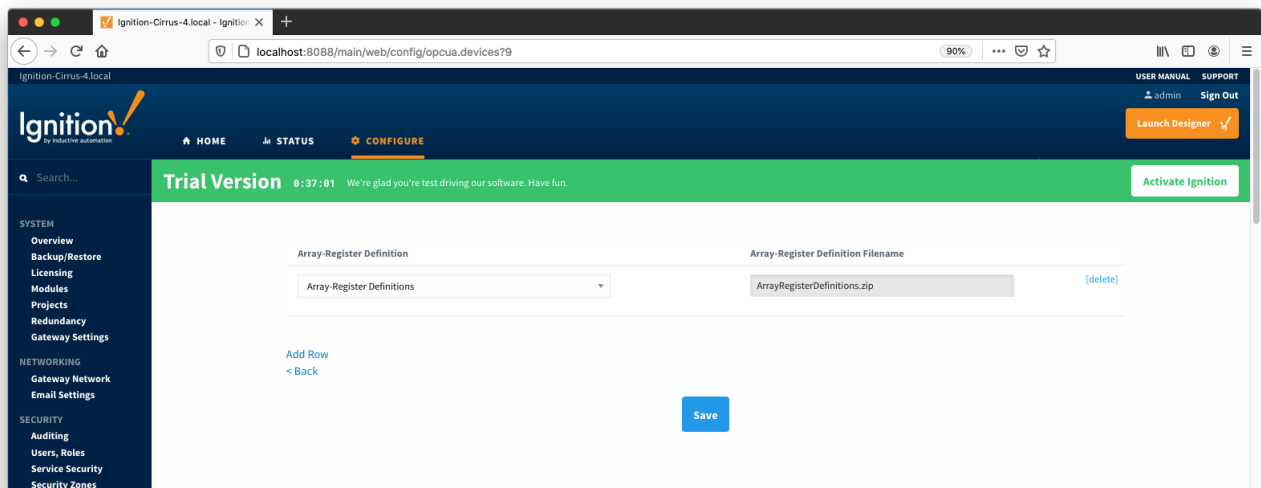 Ignition-Cirrus-4.local - Ignition
localhost:8088/main/web/config/opcua.devices?9
90%
Ignition-Cirrus-4.local
USER MANUAL SUPPORT
admin Sign Out
Ignition!
by inductive automation
HOME STATUS CONFIGURE
Launch Designer
Search...
Trial Version 0:37:01 We're glad you're test driving our software. Have fun.
Activate Ignition
SYSTEM
Overview
Backup/Restore
Licensing
Modules
Projects
Redundancy
Gateway Settings
NETWORKING
Gateway Network
Email Settings
SECURITY
Auditing
Users, Roles
Service Security
Security Zones
Array-Register Definition Array-Register Definition Filename
Array-Register Definitions ArrayRegisterDefinitions.zip [delete]
Add Row
< Back
Save